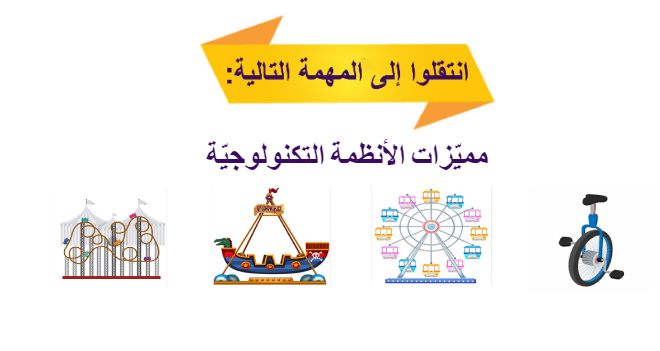 انتقلوا إلى المهمة التالية:
مميّزات الأنظمة التكنولوجيّة